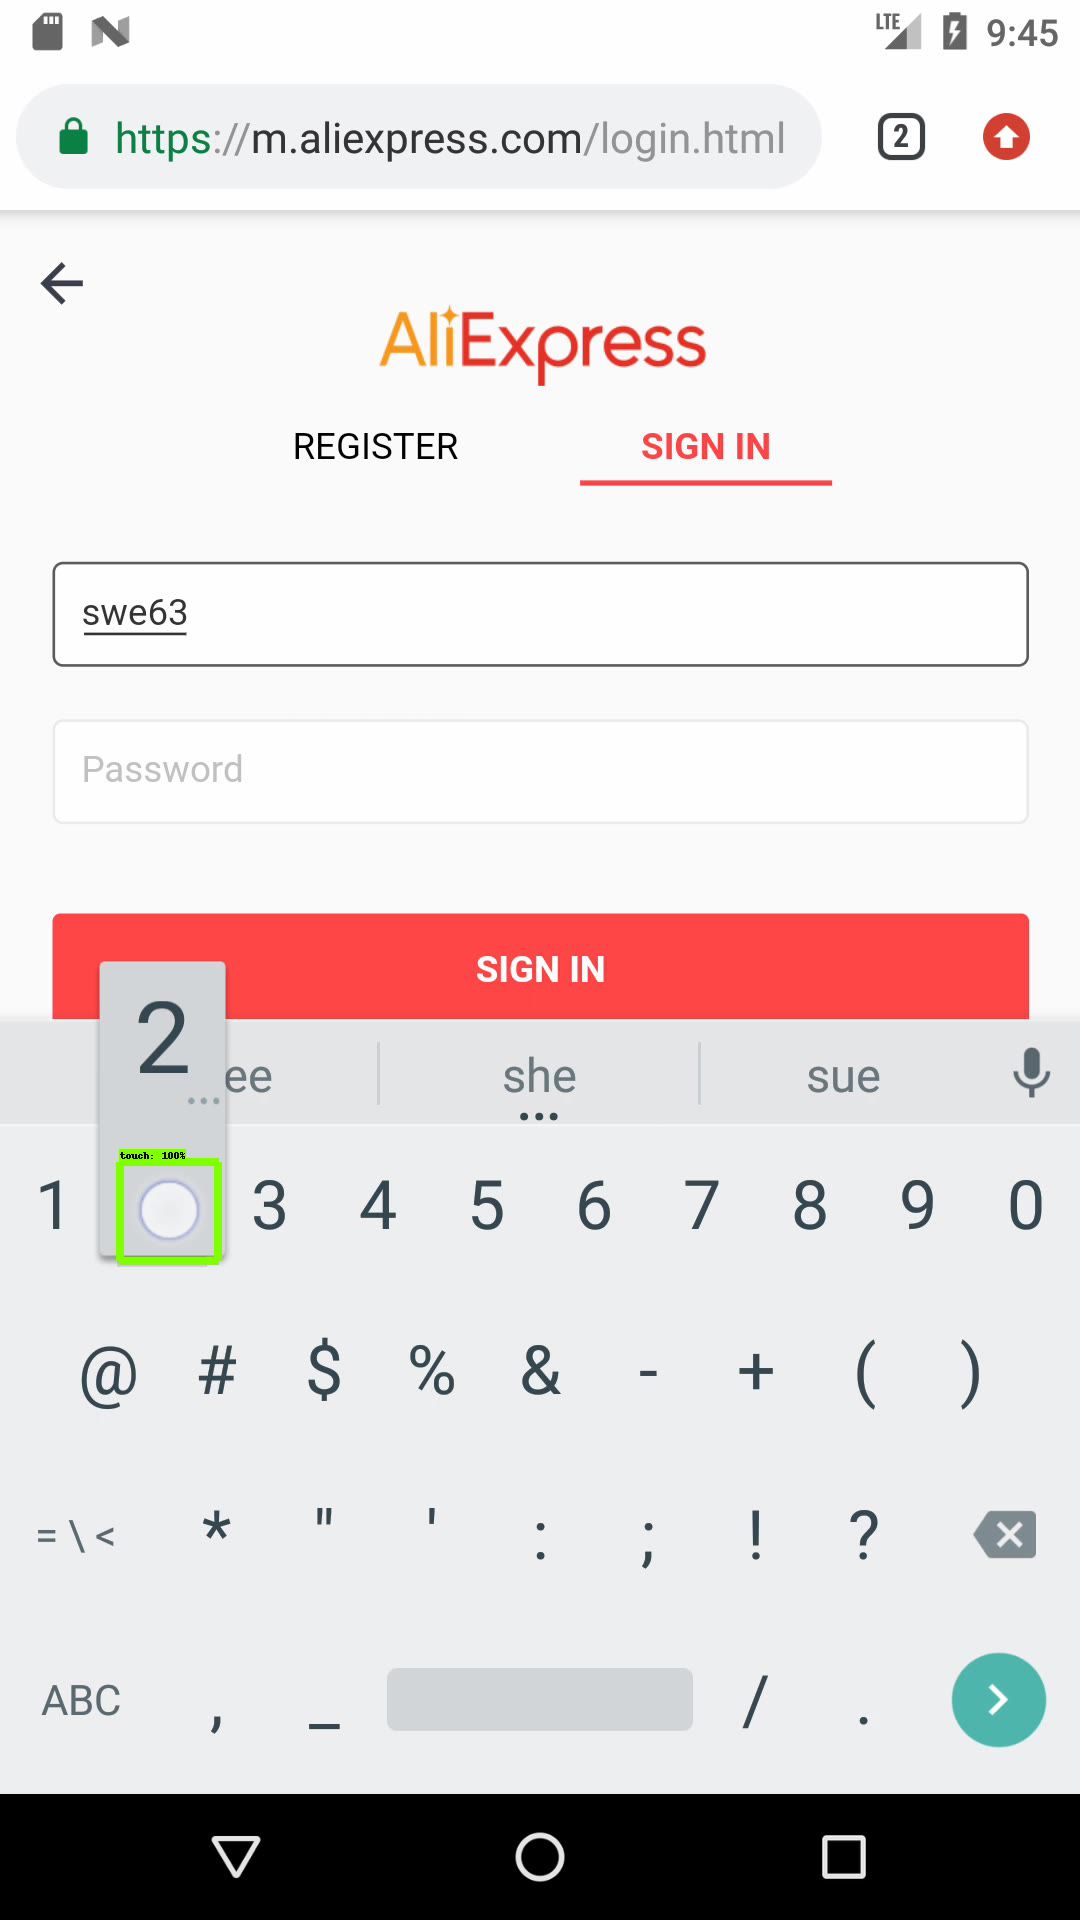 LTE 9:45
https://m.aliexpress.com/login.html 2
AliExpress
REGISTER SIGN IN
swe63
Password
SIGN IN
2
ee she sue
touch: 100%
1 3 4 5 6 7 8 9 0
@ # $ % & - + ( )
= \ < * " ' : ; ! ?
ABC , _ / .